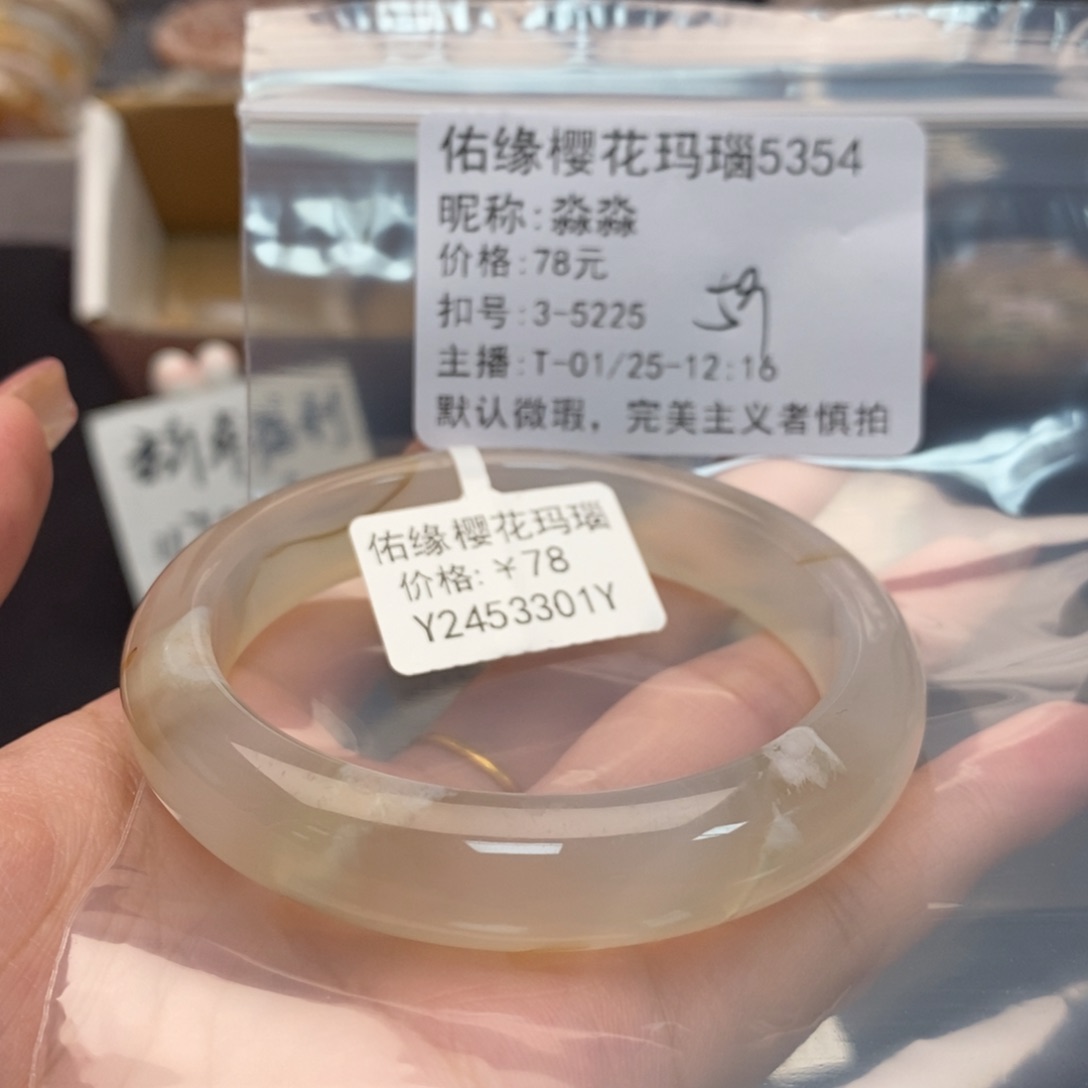 佑缘樱花玛瑙5354
昵称:淼淼
价格:78元
扣号:3-5225
59
主播:T-01/25-12:16
默认微瑕，完美主义者慎拍
佑缘樱花玛瑙
价格:￥78
Y2453301Y